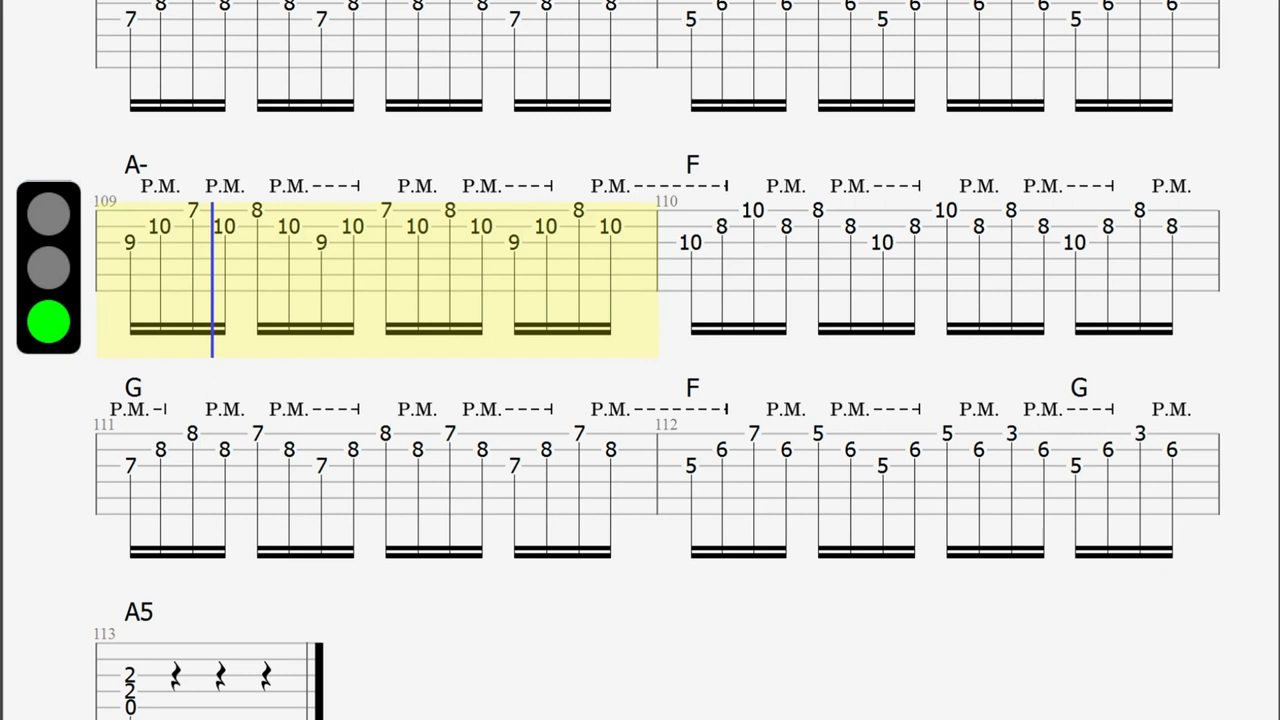 8 8 8 8 8 8 8 6 6 6 6 6 6 6
7 7 7 5 5 5
A- F
P.M. P.M. P.M. P.M. P.M. P.M. P.M. P.M. P.M. P.M. P.M.
109 110
7 8 7 8 8 10 8 10 8 8
10 10 10 10 10 10 10 10 8 8 8 8 8 8 8 8
9 9 9 10 10 10
G F G
P.M. P.M. P.M. P.M. P.M. P.M. P.M. P.M. P.M. P.M. P.M.
111 112
8 7 8 7 7 7 5 5 3 3
8 8 8 8 8 8 8 8 6 6 6 6 6 6 6 6
7 7 7 5 5 5
A5
113
2
2
0